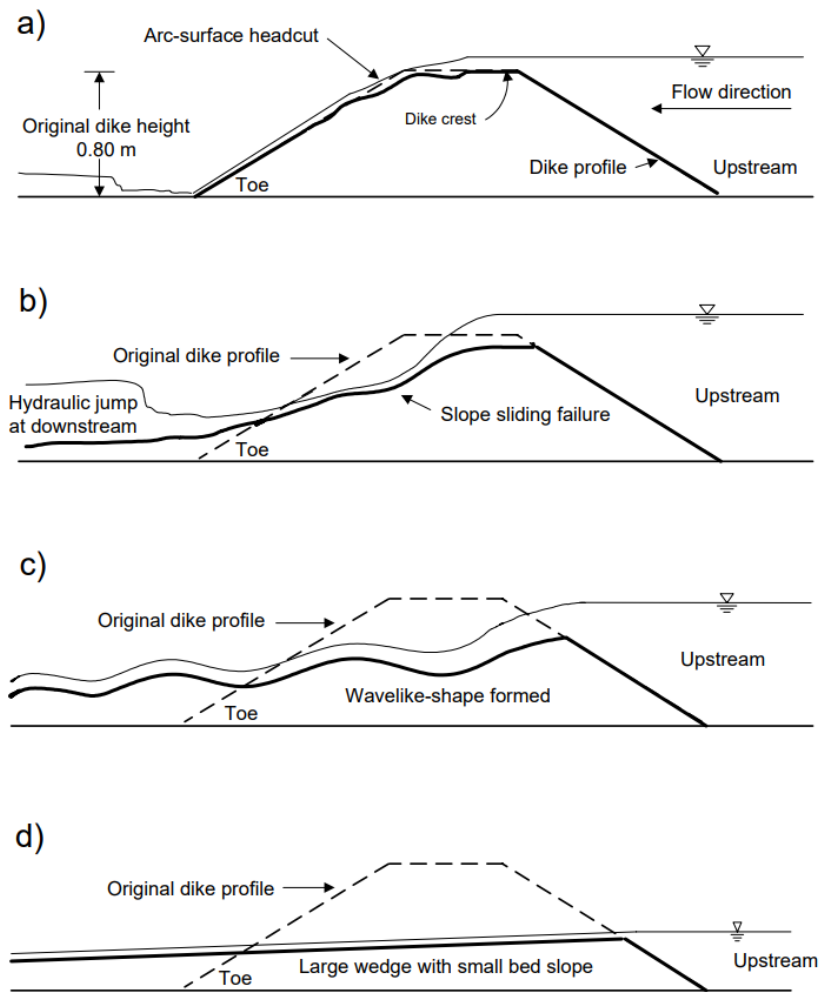 a)
Arc-surface headcut
Flow direction
Original dike height
0.80 m
Dike crest
Toe
Dike profile
Upstream
b)
Original dike profile
Hydraulic jump
at downstream
Upstream
Slope sliding failure
Toe
c)
Original dike profile
Upstream
Toe
Wavelike-shape formed
d)
Original dike profile
Toe
Large wedge with small bed slope
Upstream